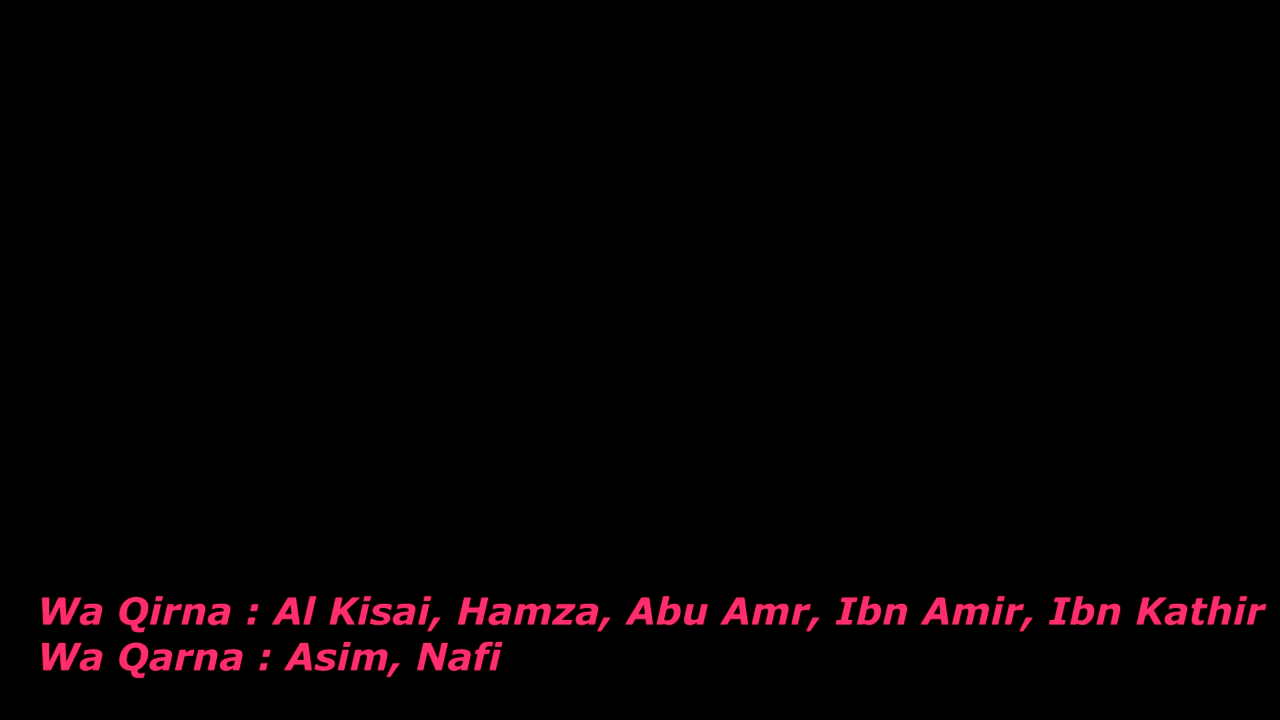 Wa Qirna : Al Kisai, Hamza, Abu Amr, Ibn Amir, Ibn Kathir
Wa Qarna : Asim, Nafi